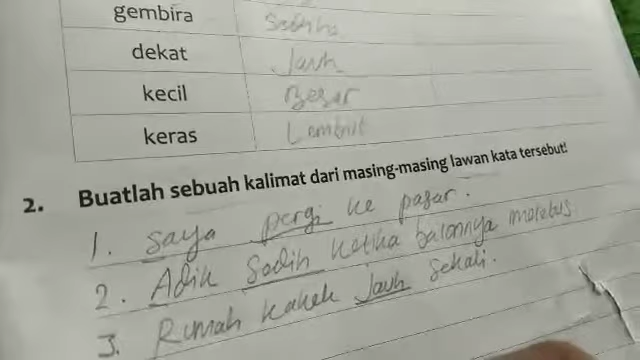 gembira Sedih
dekat Jauh
kecil Besar
keras Lembut
2. Buatlah sebuah kalimat dari masing-masing lawan kata tersebut!
1. saya pergi ke pasar.
2. Adik Sedih ketika balonnya meletus
3. Rumah kakek Jauh sekali.